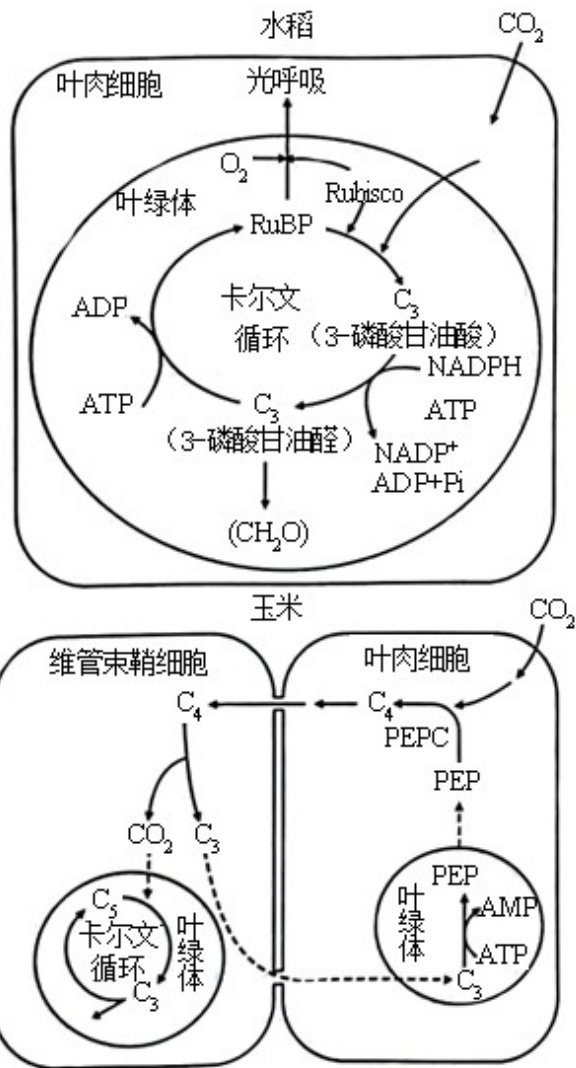 水稻
CO₂
叶肉细胞
光呼吸
O₂
Rubisco
叶绿体
RuBP
ADP
卡尔文
循环
C₃
(3-磷酸甘油酸)
NADPH
ATP
C₃
ATP
(3-磷酸甘油醛)
NADP⁺
ADP+Pi
(CH₂O)
玉米
CO₂
维管束鞘细胞
叶肉细胞
C₄
C₄
PEPC
PEP
CO₂
C₃
PEP
叶绿体
AMP
ATP
C₃
C₅
卡尔文
循环
叶绿体
C₃